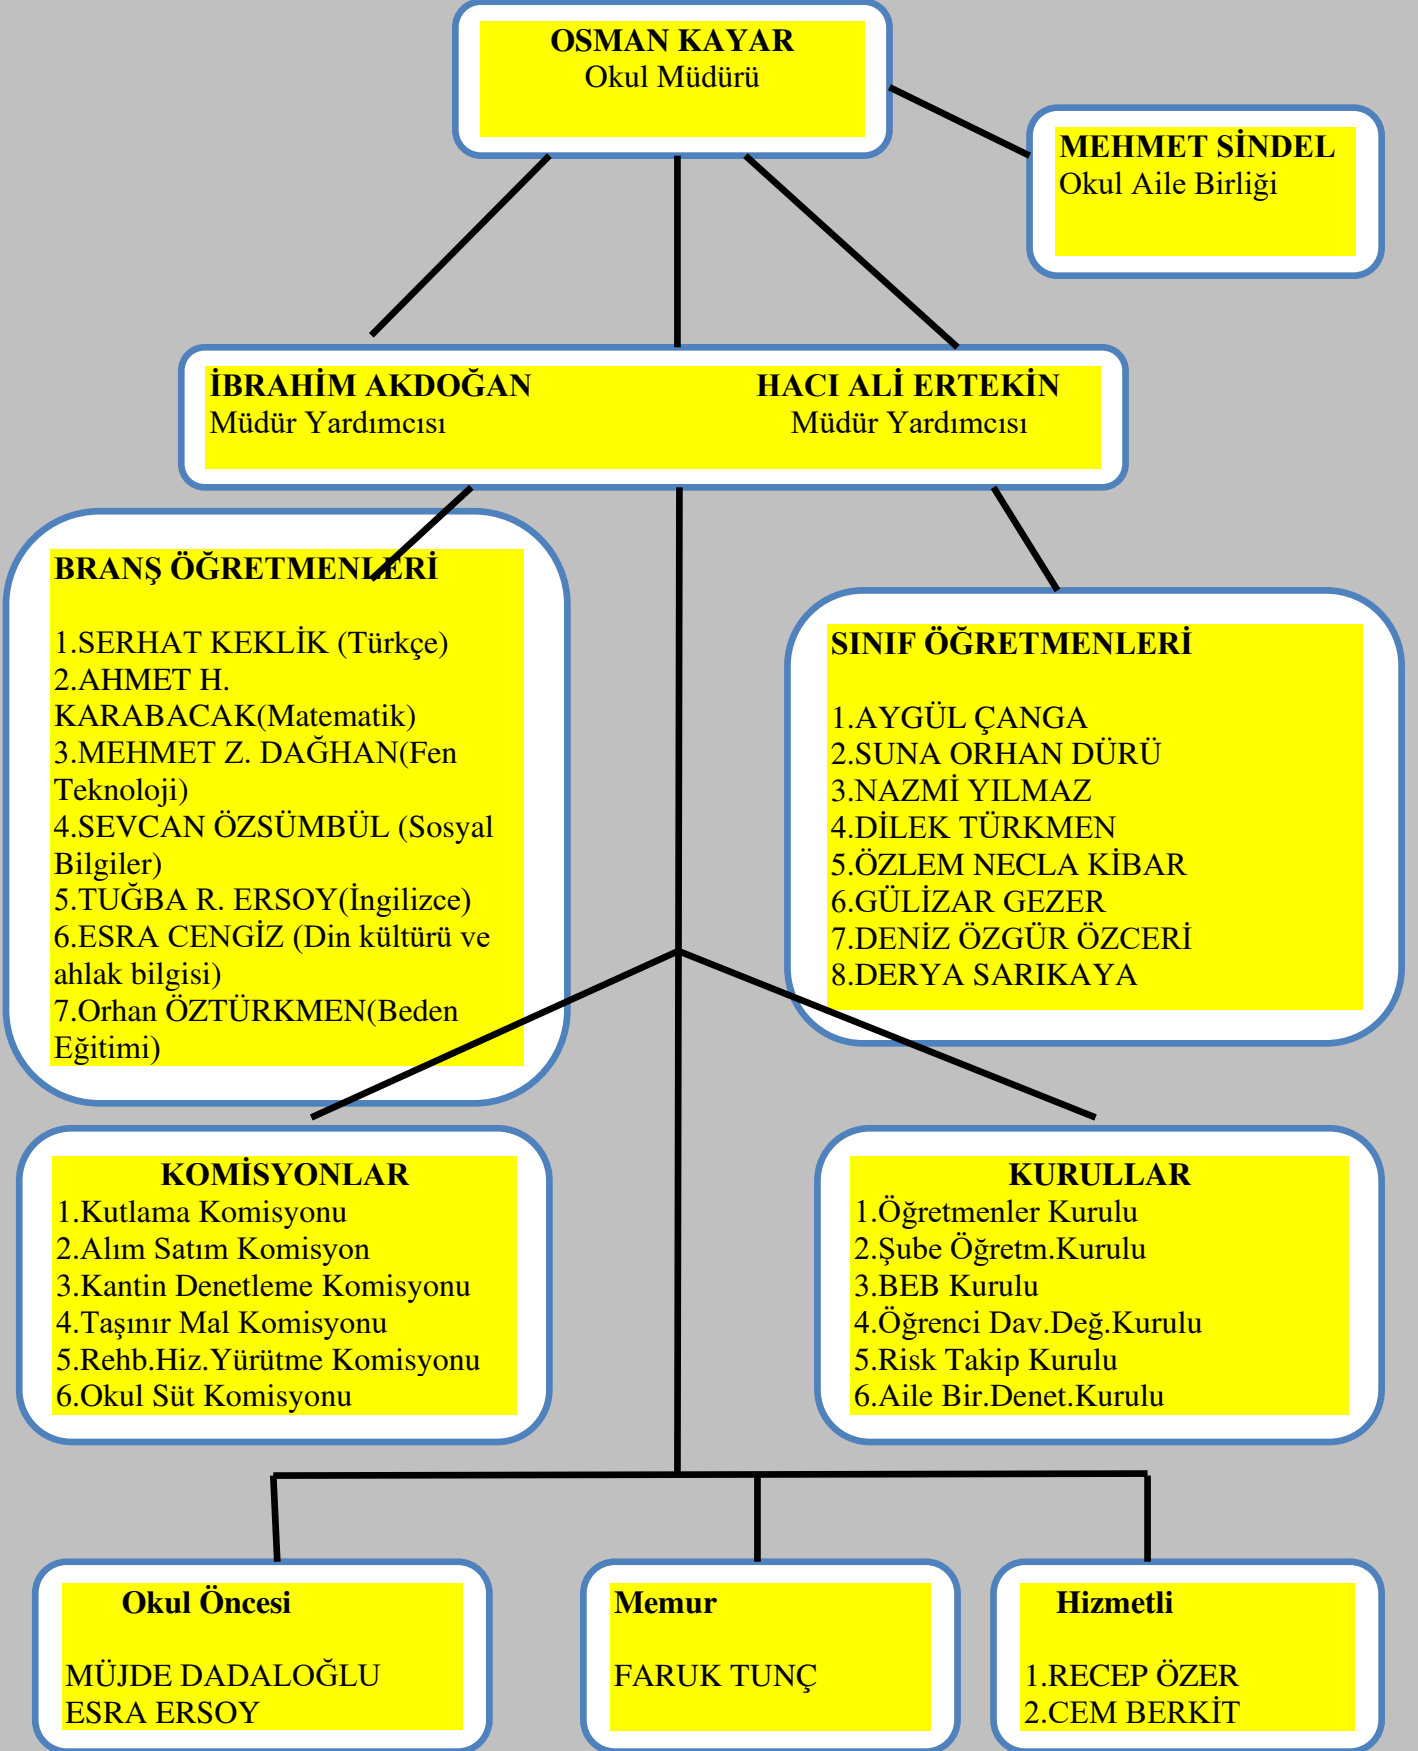 OSMAN KAYAR
Okul Müdürü
MEHMET SİNDEL
Okul Aile Birliği
İBRAHİM AKDOĞAN
Müdür Yardımcısı
HACI ALİ ERTEKİN
Müdür Yardımcısı
BRANŞ ÖĞRETMENLERİ
1.SERHAT KEKLİK (Türkçe)
2.AHMET H.
KARABACAK(Matematik)
3.MEHMET Z. DAĞHAN(Fen
Teknoloji)
4.SEVCAN ÖZSÜMBÜL (Sosyal
Bilgiler)
5.TUĞBA R. ERSOY(İngilizce)
6.ESRA CENGİZ (Din kültürü ve
ahlak bilgisi)
7.Orhan ÖZTÜRKMEN(Beden
Eğitimi)
SINIF ÖĞRETMENLERİ
1.AYGÜL ÇANGA
2.SUNA ORHAN DÜRÜ
3.NAZMİ YILMAZ
4.DİLEK TÜRKMEN
5.ÖZLEM NECLA KİBAR
6.GÜLİZAR GEZER
7.DENİZ ÖZGÜR ÖZCERİ
8.DERYA SARIKAYA
KOMİSYONLAR
1.Kutlama Komisyonu
2.Alım Satım Komisyon
3.Kantin Denetleme Komisyonu
4.Taşınır Mal Komisyonu
5.Rehb.Hiz.Yürütme Komisyonu
6.Okul Süt Komisyonu
KURULLAR
1.Öğretmenler Kurulu
2.Şube Öğretm.Kurulu
3.BEB Kurulu
4.Öğrenci Dav.Değ.Kurulu
5.Risk Takip Kurulu
6.Aile Bir.Denet.Kurulu
Okul Öncesi
MÜJDE DADALOĞLU
ESRA ERSOY
Memur
FARUK TUNÇ
Hizmetli
1.RECEP ÖZER
2.CEM BERKİT